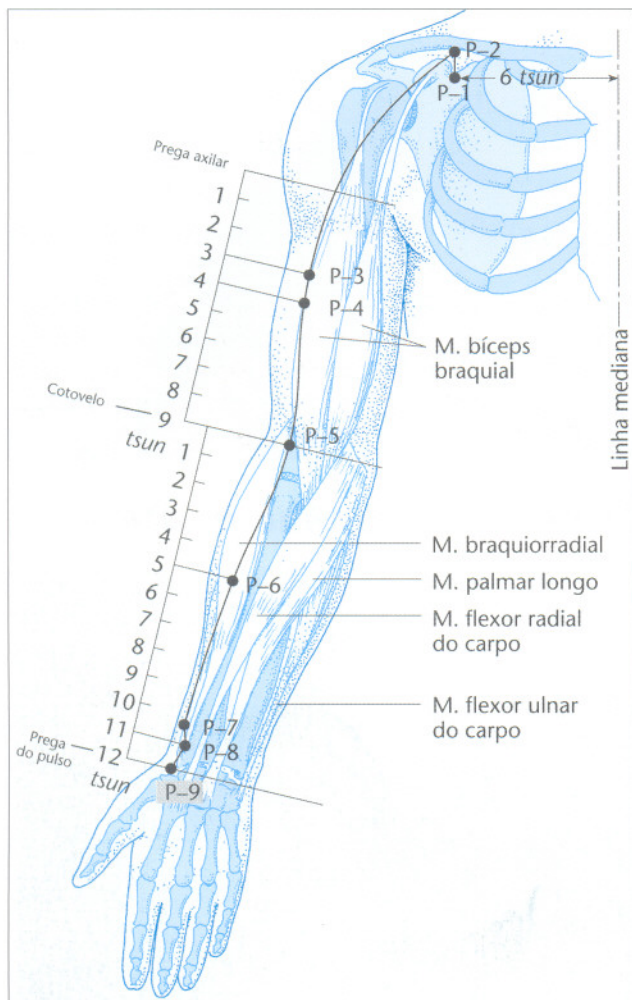 P–2
6 tsun
P–1
Prega axilar
1
2
3
P–3
4
P–4
5
6
M. bíceps
braquial
7
8
Cotovelo
9
tsun
P–5
Linha mediana
1
2
3
4
M. braquiorradial
5
6
P–6
M. palmar longo
7
M. flexor radial
do carpo
8
9
10
M. flexor ulnar
do carpo
11
P–7
Prega
do pulso
12
tsun
P–8
P–9